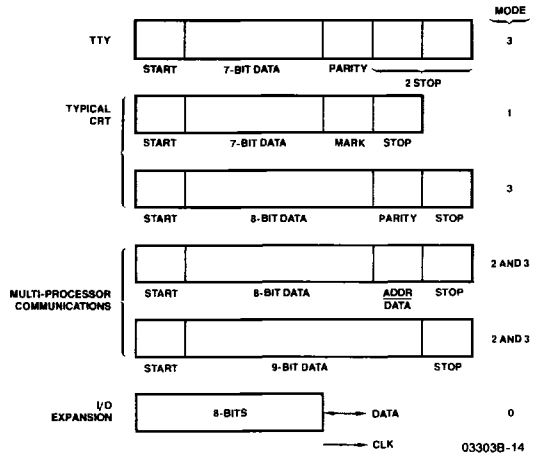 MODE
TTY 3
START 7-BIT DATA PARITY
2 STOP
TYPICAL
CRT
1
START 7-BIT DATA MARK STOP
3
START 8-BIT DATA PARITY STOP
2 AND 3
MULTI-PROCESSOR
COMMUNICATIONS
START 8-BIT DATA ADDR STOP
DATA
2 AND 3
START 9-BIT DATA STOP
I/O
EXPANSION
8-BITS DATA 0
CLK
03303B-14